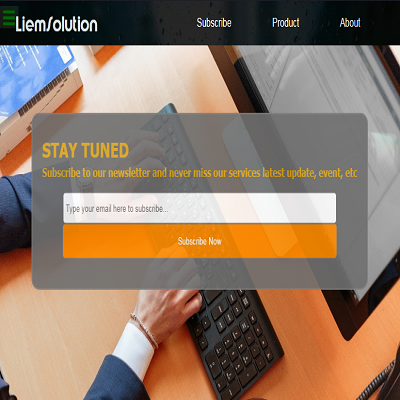 LiemSolution
Subscribe
Product
About
STAY TUNED
Subscribe to our newsletter and never miss our services latest update, event, etc
Type your email here to subscribe...
Subscribe Now